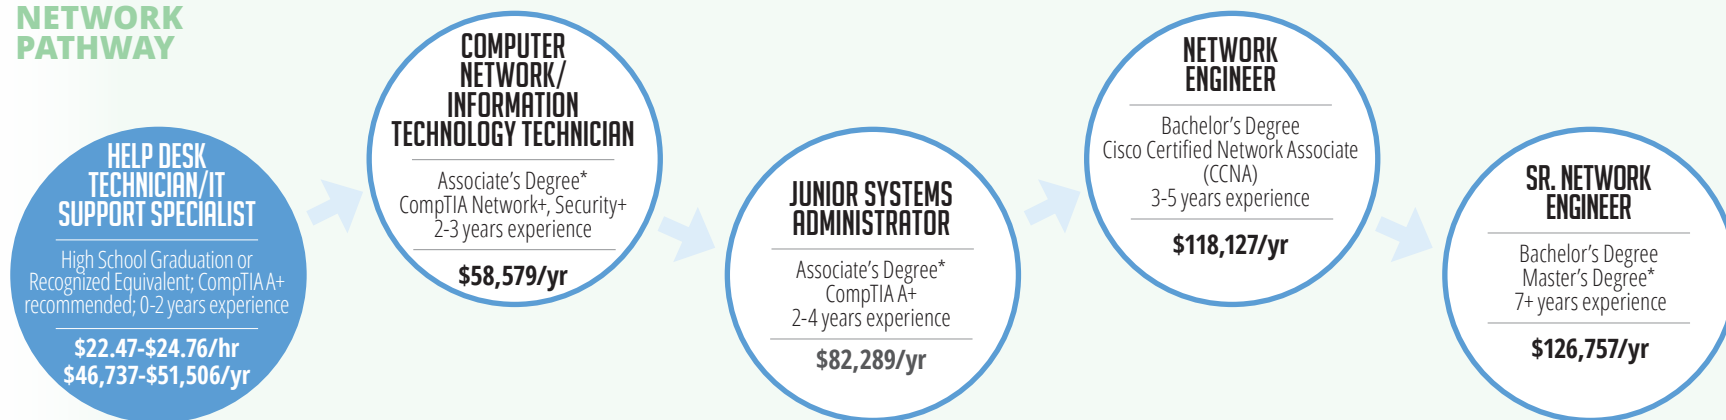 NETWORK
PATHWAY
HELP DESK
TECHNICIAN/IT
SUPPORT SPECIALIST
High School Graduation or
Recognized Equivalent; CompTIA A+
recommended; 0-2 years experience
$22.47-$24.76/hr
$46,737-$51,506/yr
COMPUTER
NETWORK/
INFORMATION
TECHNOLOGY TECHNICIAN
Associate's Degree*
CompTIA Network+, Security+
2-3 years experience
$58,579/yr
JUNIOR SYSTEMS
ADMINISTRATOR
Associate's Degree*
CompTIA A+
2-4 years experience
$82,289/yr
NETWORK
ENGINEER
Bachelor's Degree
Cisco Certified Network Associate
(CCNA)
3-5 years experience
$118,127/yr
SR. NETWORK
ENGINEER
Bachelor's Degree
Master's Degree*
7+ years experience
$126,757/yr